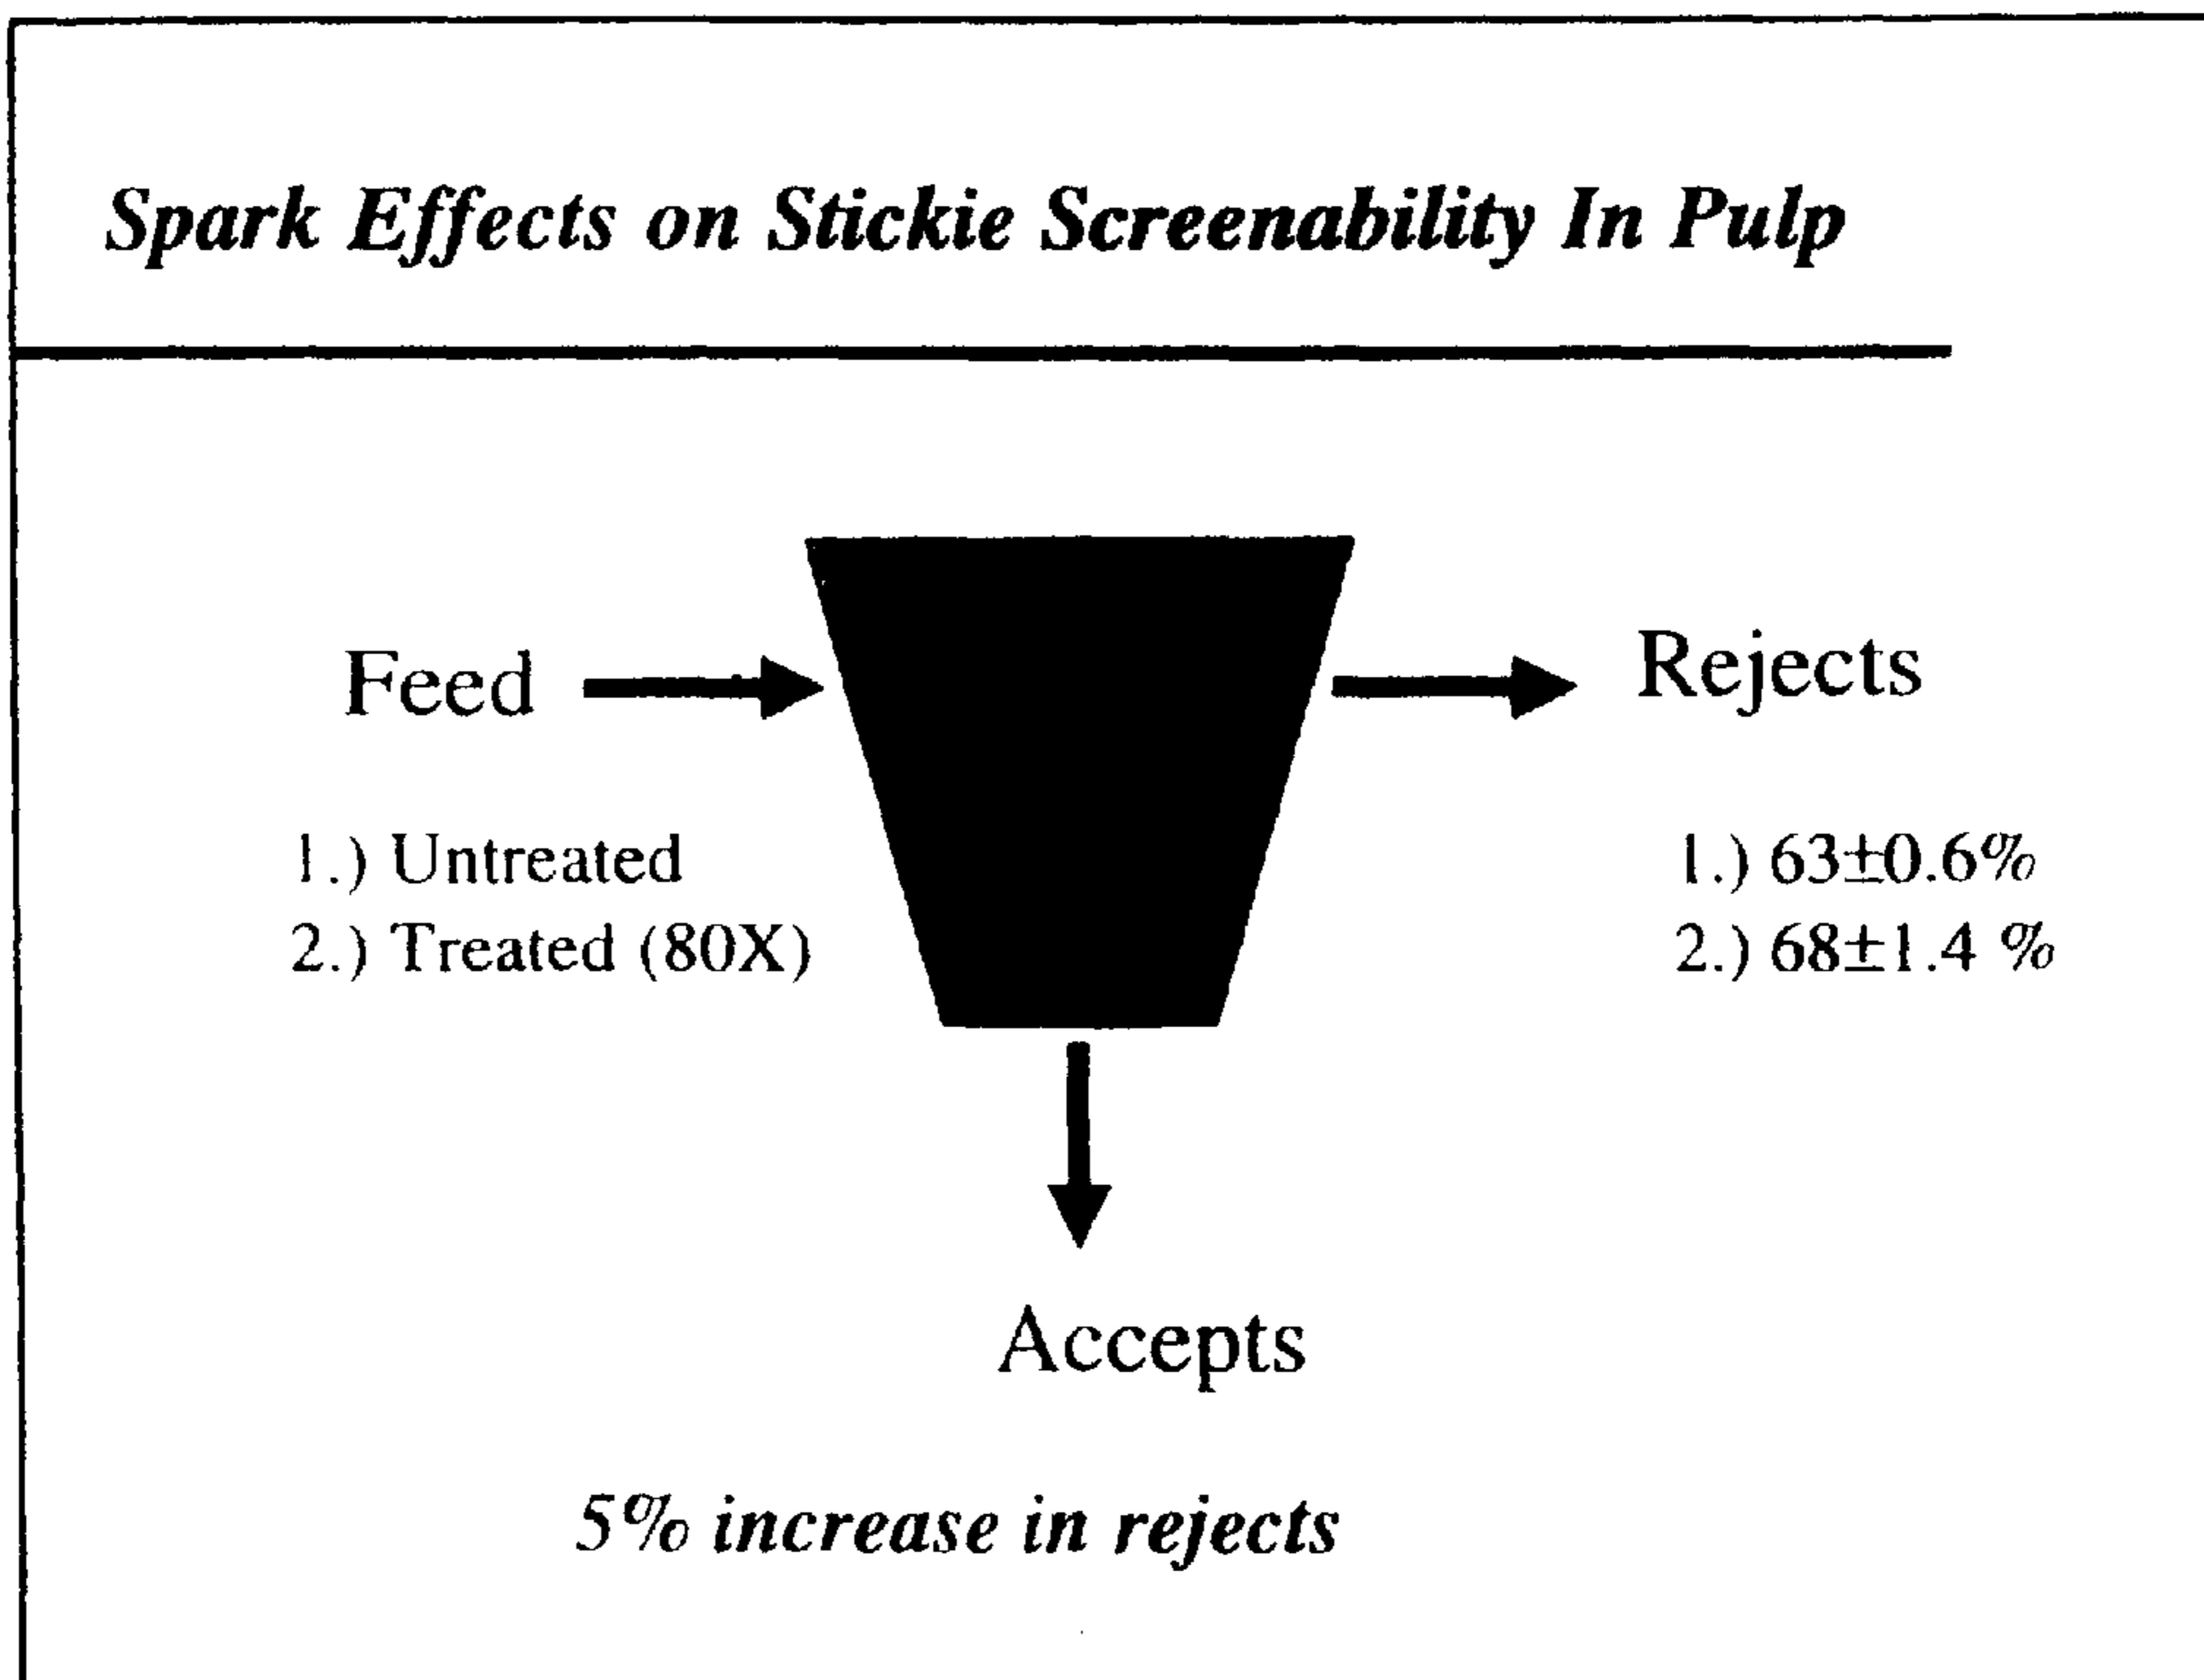 Spark Effects on Stickie Screenability In Pulp
Feed
Rejects
1.) Untreated
2.) Treated (80X)
1.) 63±0.6%
2.) 68±1.4 %
Accepts
5% increase in rejects